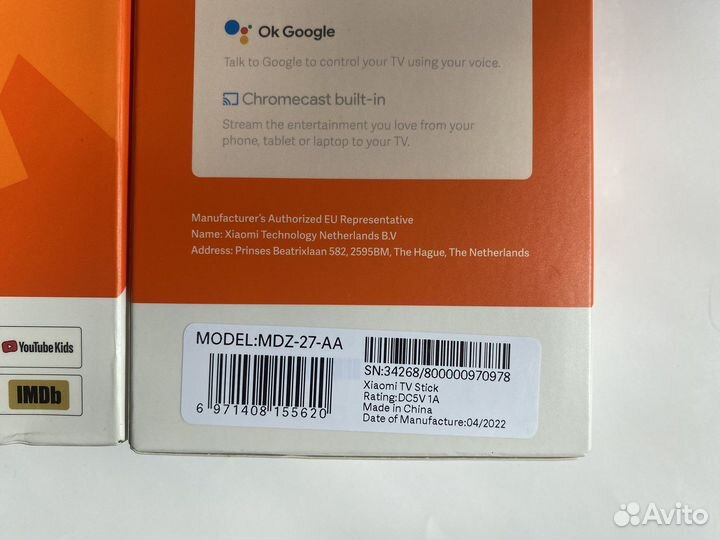 Ok Google
Talk to Google to control your TV using your voice.
Chromecast built-in
Stream the entertainment you love from your
phone, tablet or laptop to your TV.
Manufacturer's Authorized EU Representative
Name: Xiaomi Technology Netherlands B.V
Address: Prinses Beatrixlaan 582, 2595BM, The Hague, The Netherlands
YouTube Kids
IMDb
MODEL:MDZ-27-AA
6 971408 155620
SN:34268/800000970978
Xiaomi TV Stick
Rating:DC5V 1A
Made in China
Date of Manufacture:04/2022
Avito